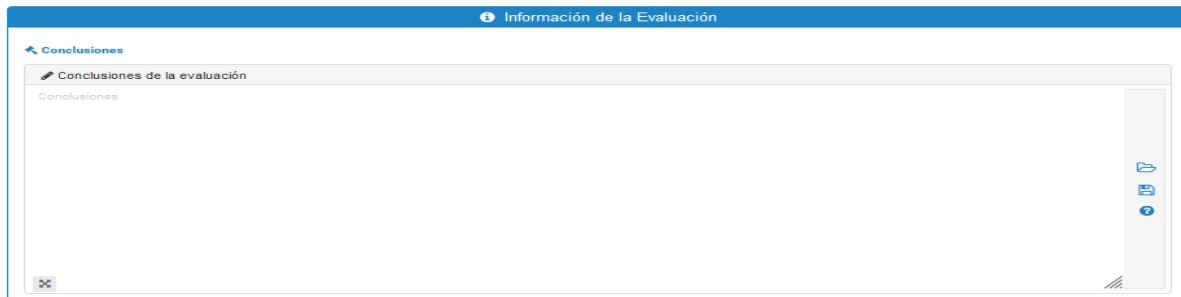 Información de la Evaluación
Conclusiones
Conclusiones de la evaluación
Conclusiones